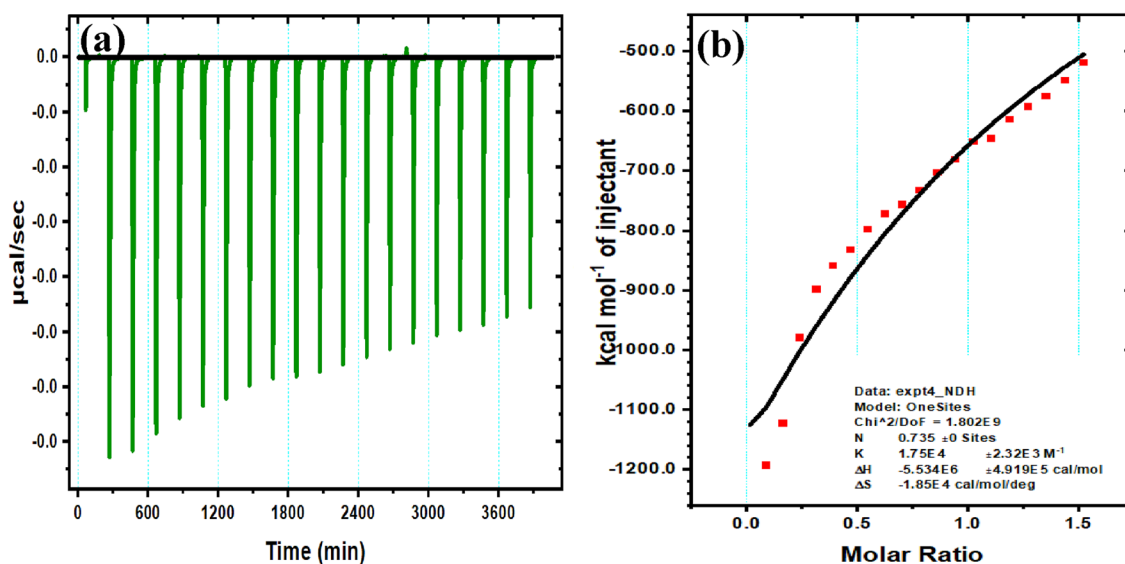 (a)
0.0
-0.0
-0.0
-0.0
-0.0
-0.0
-0.0
-0.0
µcal/sec
0 600 1200 1800 2400 3000 3600
Time (min)
(b)
-500.0
-600.0
-700.0
-800.0
-900.0
-1000.0
-1100.0
-1200.0
kcal mol⁻¹ of injectant
Data: expt4_NDH
Model: OneSites
Chi^2/DoF = 1.802E9
N 0.735 ±0 Sites
K 1.75E4 ±2.32E3 M⁻¹
ΔH -5.534E6 ±4.919E5 cal/mol
ΔS -1.85E4 cal/mol/deg
0.0 0.5 1.0 1.5
Molar Ratio